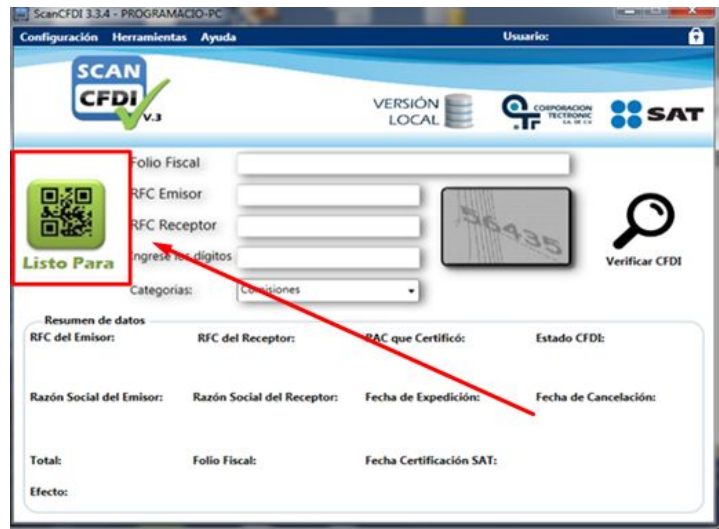 ScanCFDI 3.3.4 - PROGRAMACIO-PC
Configuración Herramientas Ayuda Usuario:
SCAN
CFDI
V.3
VERSIÓN
LOCAL
CORPORACION
TECTRONIC
S.A. DE C.V.
SAT
Folio Fiscal
RFC Emisor
RFC Receptor
Ingrese los dígitos
Categorias: Comisiones
56435
Verificar CFDI
Listo Para
Resumen de datos
RFC del Emisor: RFC del Receptor: PAC que Certificó: Estado CFDI:
Razón Social del Emisor: Razón Social del Receptor: Fecha de Expedición: Fecha de Cancelación:
Total: Folio Fiscal: Fecha Certificación SAT:
Efecto: